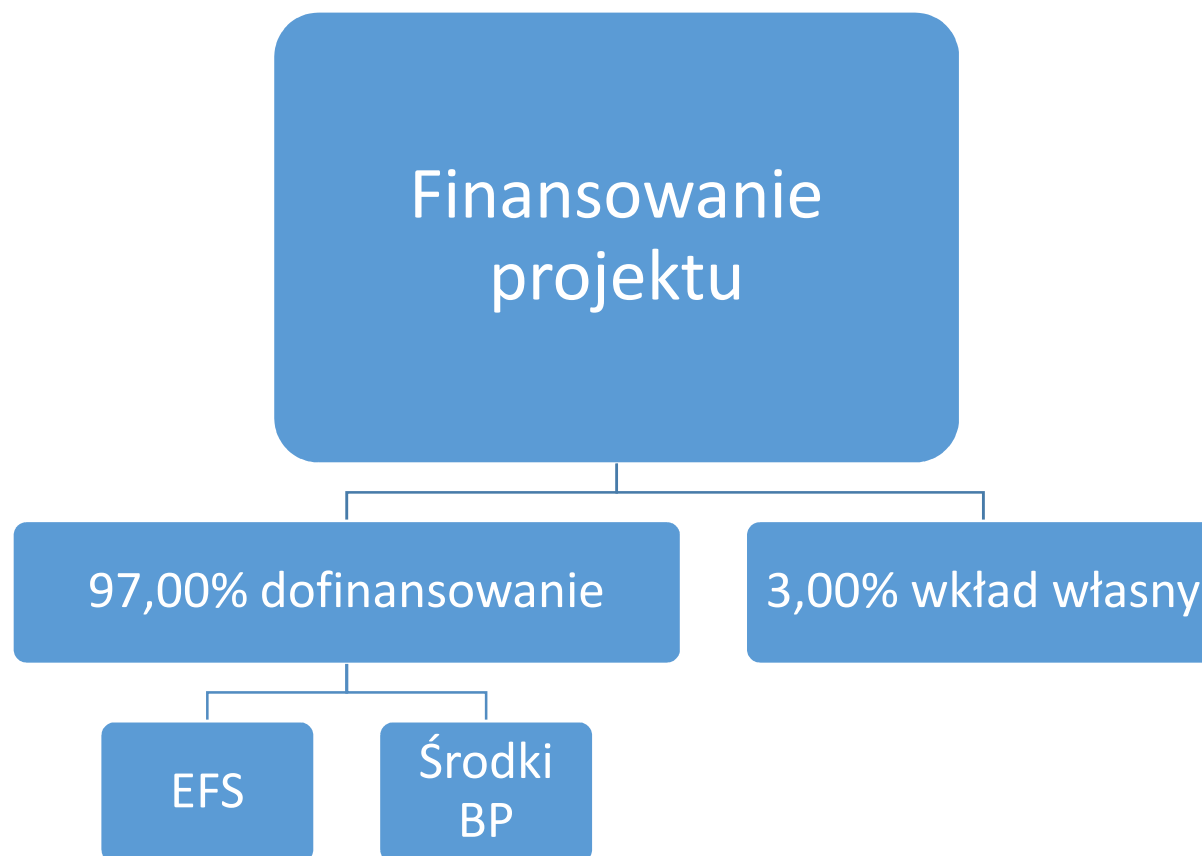 Finansowanie
projektu
97,00% dofinansowanie
3,00% wkład własny
EFS
Środki
BP